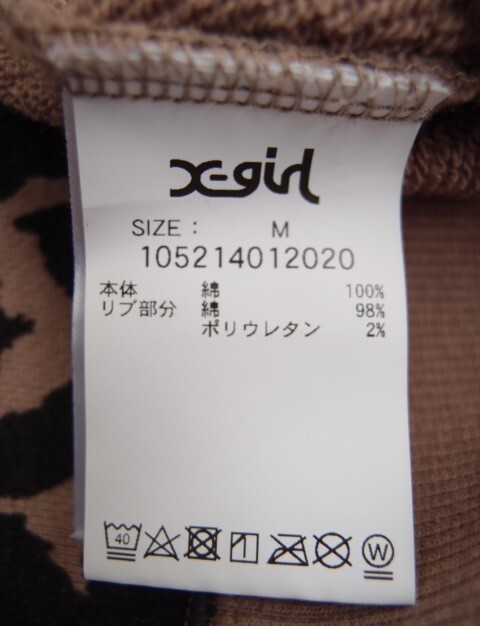 X-girl
SIZE : M
105214012020
本体 綿 100%
リブ部分 綿 98%
ポリウレタン 2%
40 W